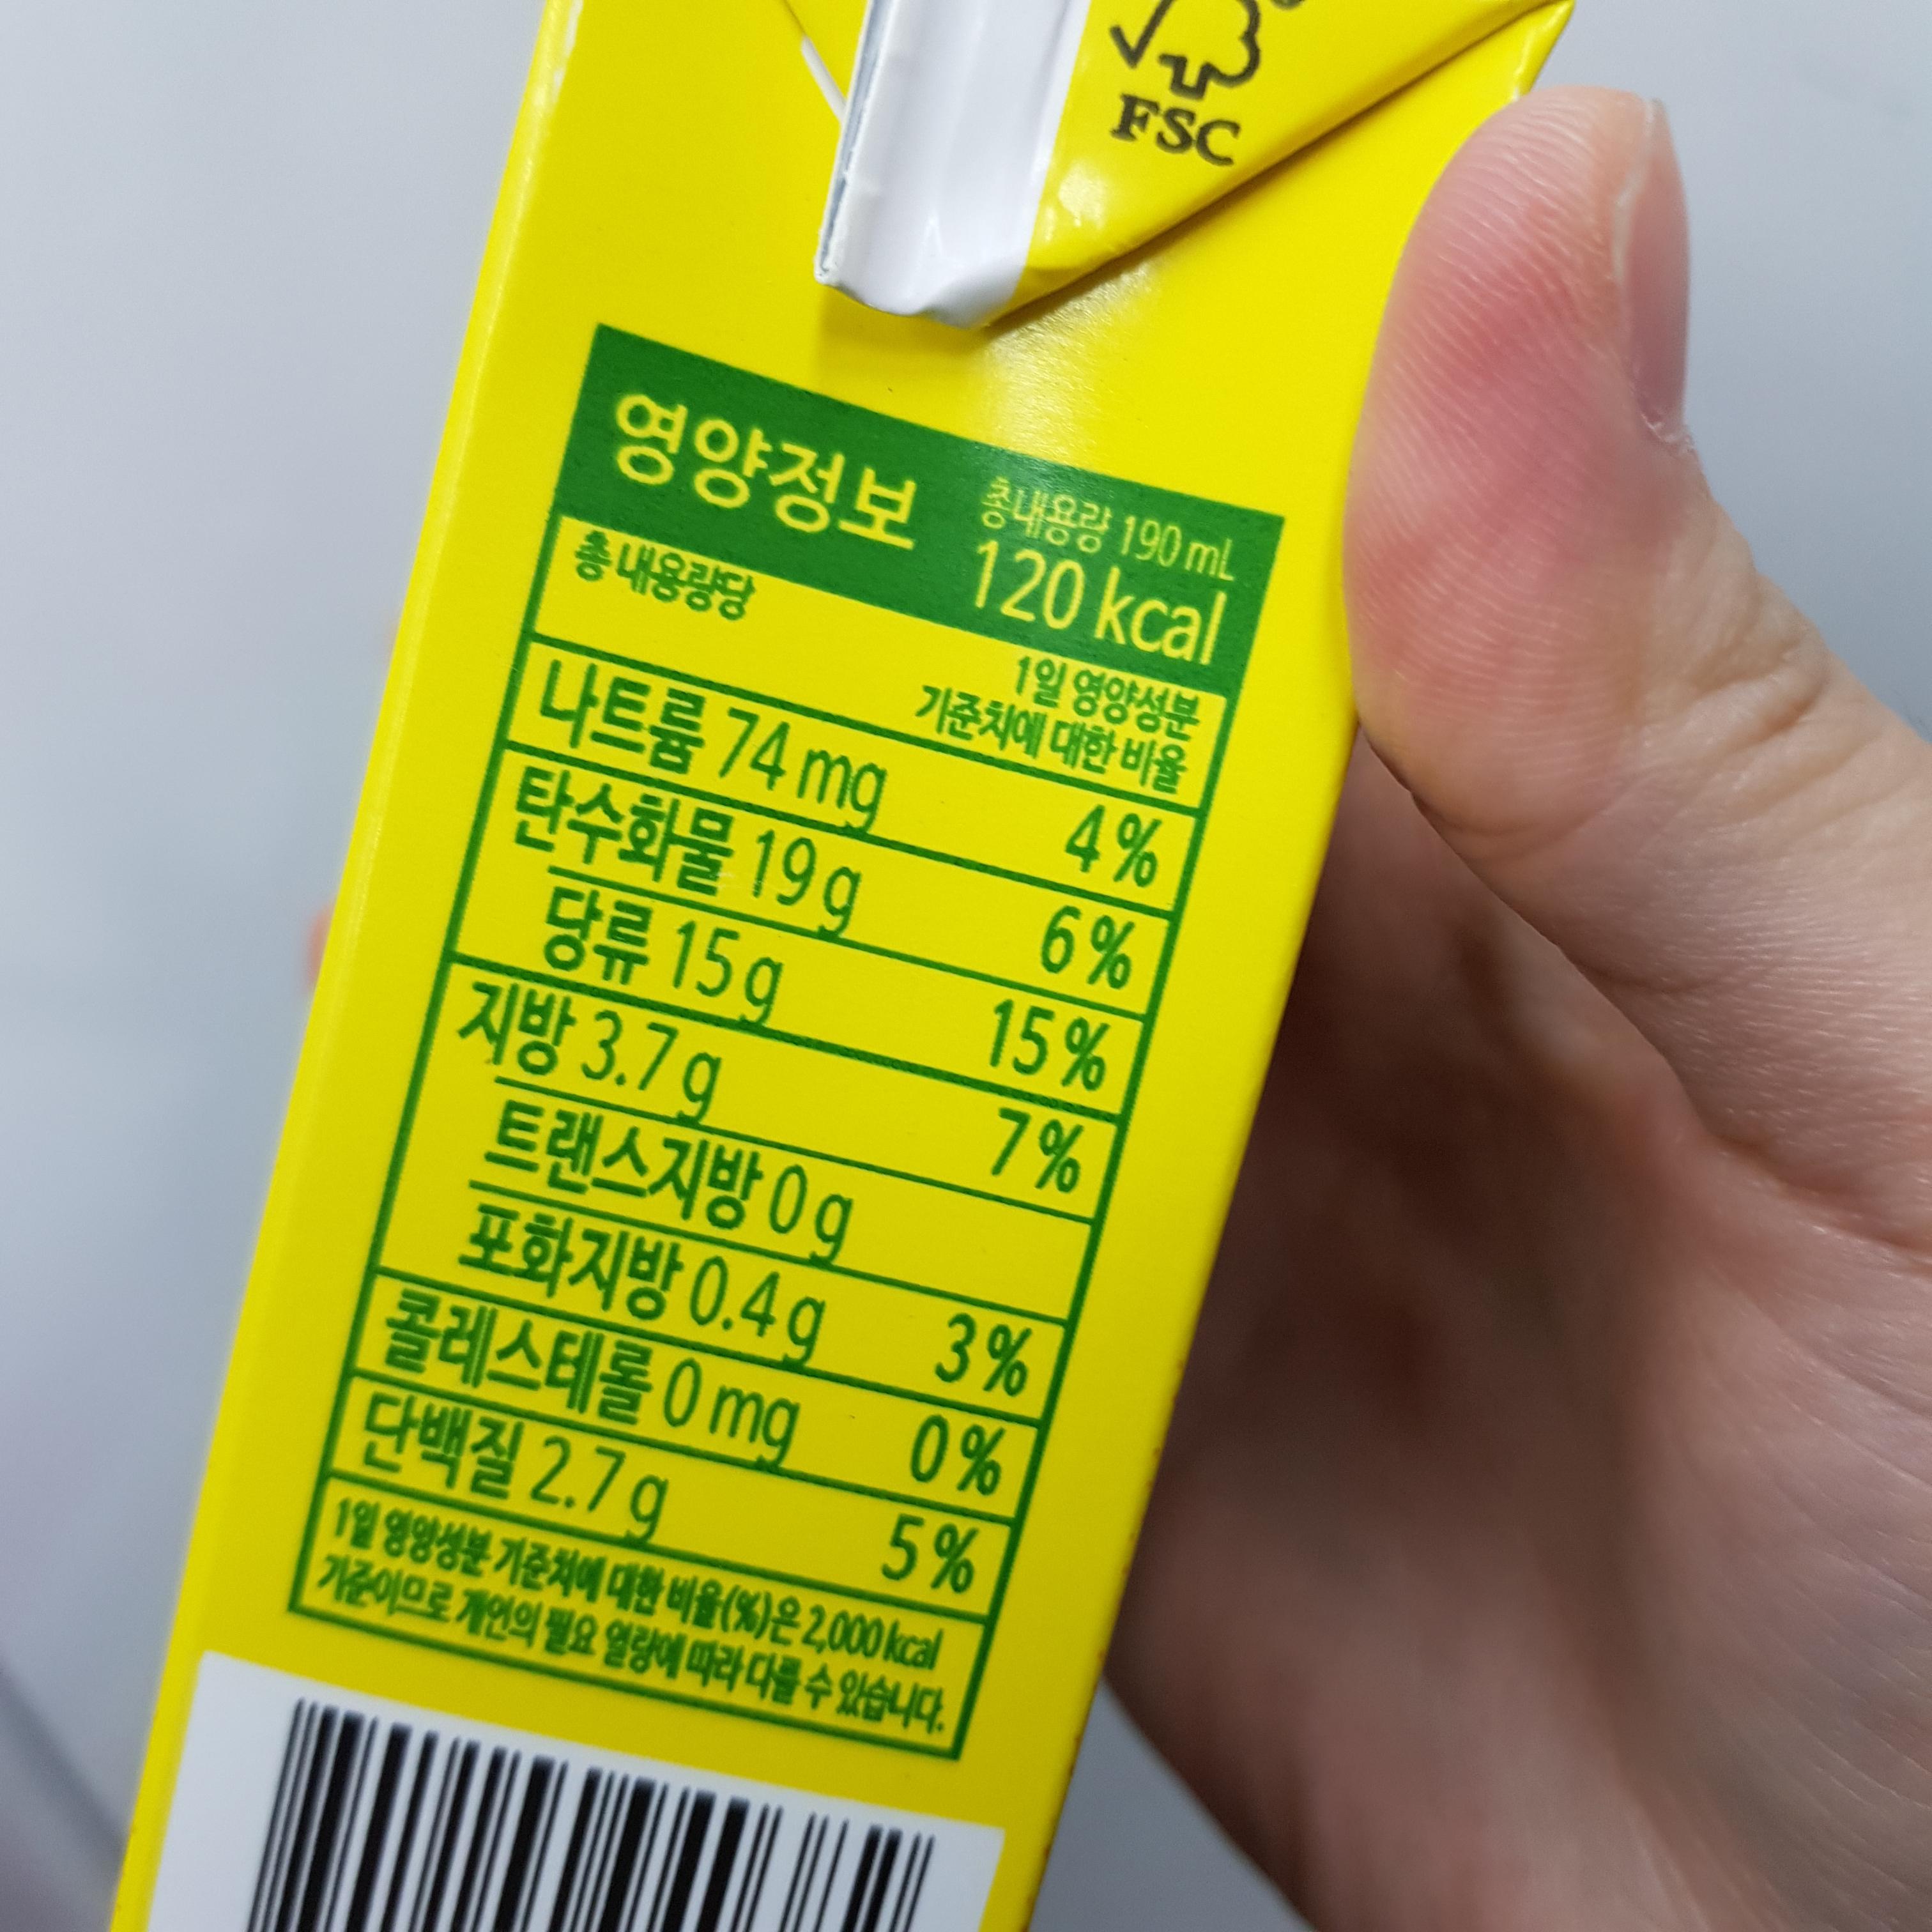 FSC
영양정보
총 내용량 190 mL
120 kcal
총 내용량당
1일 영양성분
기준치에 대한 비율
나트륨 74 mg 4%
탄수화물 19 g 6%
당류 15 g 15%
지방 3.7 g 7%
트랜스지방 0 g
포화지방 0.4 g 3%
콜레스테롤 0 mg 0%
단백질 2.7 g 5%
1일 영양성분 기준치에 대한 비율(%)은 2,000 kcal
기준이므로 개인의 필요 열량에 따라 다를 수 있습니다.